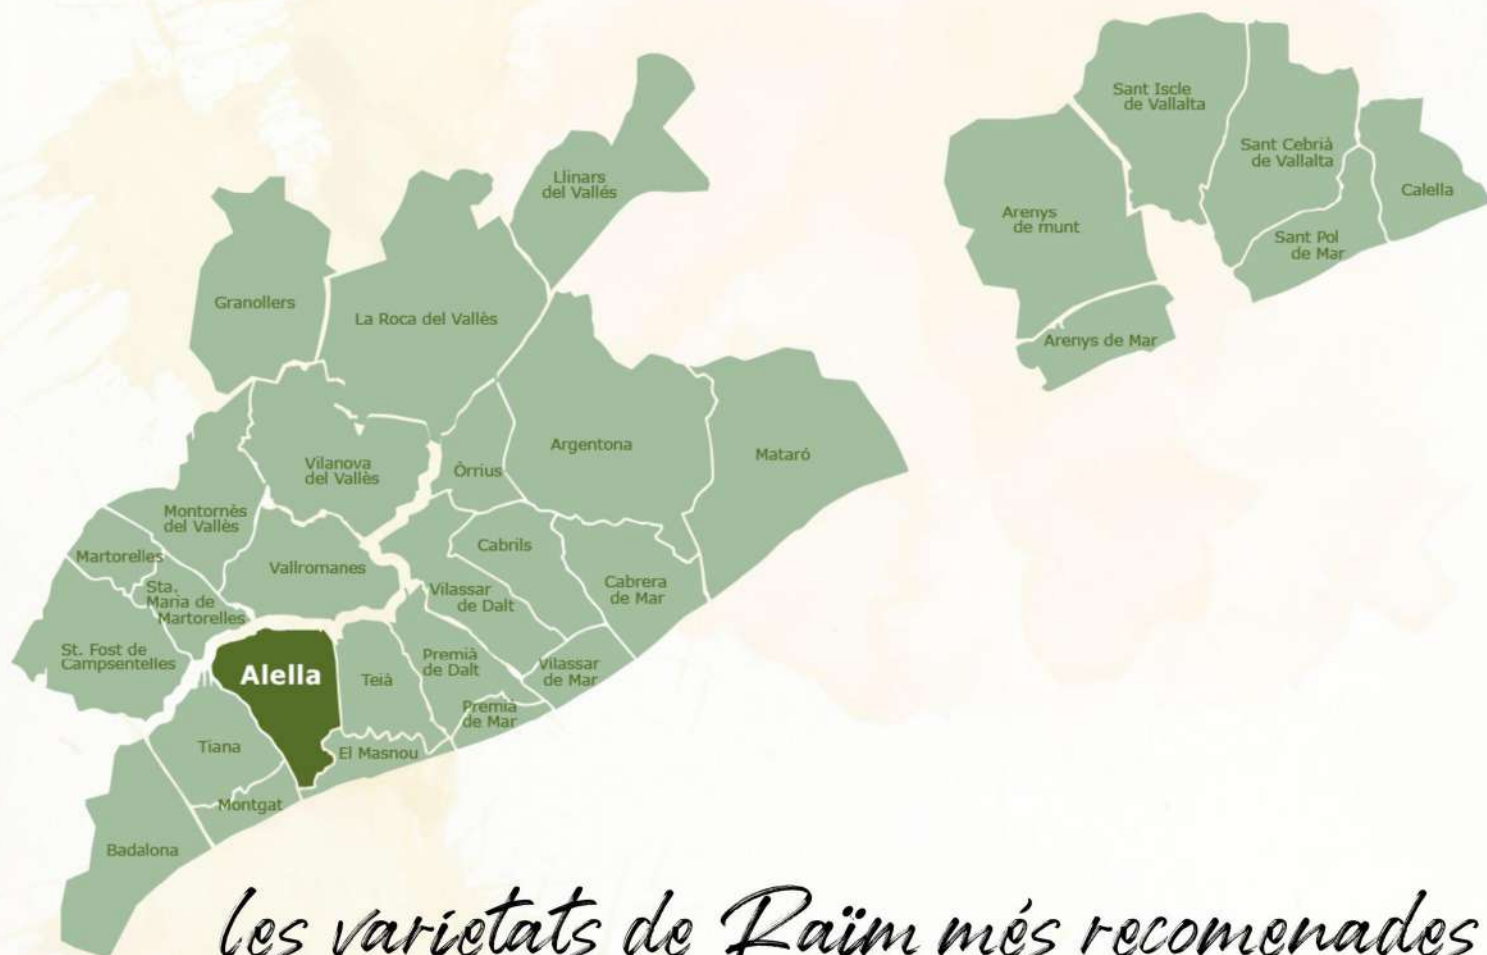 Sant Iscle
de Vallalta
Sant Cebrià
de Vallalta
Calella
Arenys
de munt
Sant Pol
de Mar
Arenys de Mar
Llinars
del Vallés
Granollers
La Roca del Vallès
Argentona
Mataró
Vilanova
del Vallès
Òrrius
Montornès
del Vallès
Cabrils
Martorelles
Vallromanes
Cabrera
de Mar
Vilassar
de Dalt
Sta.
Maria de
Martorelles
St. Fost de
Campsentelles
Alella
Teià
Premià
de Dalt
Vilassar
de Mar
Premià
de Mar
Tiana
El Masnou
Montgat
Badalona
les varietats de Raïm més recomenades